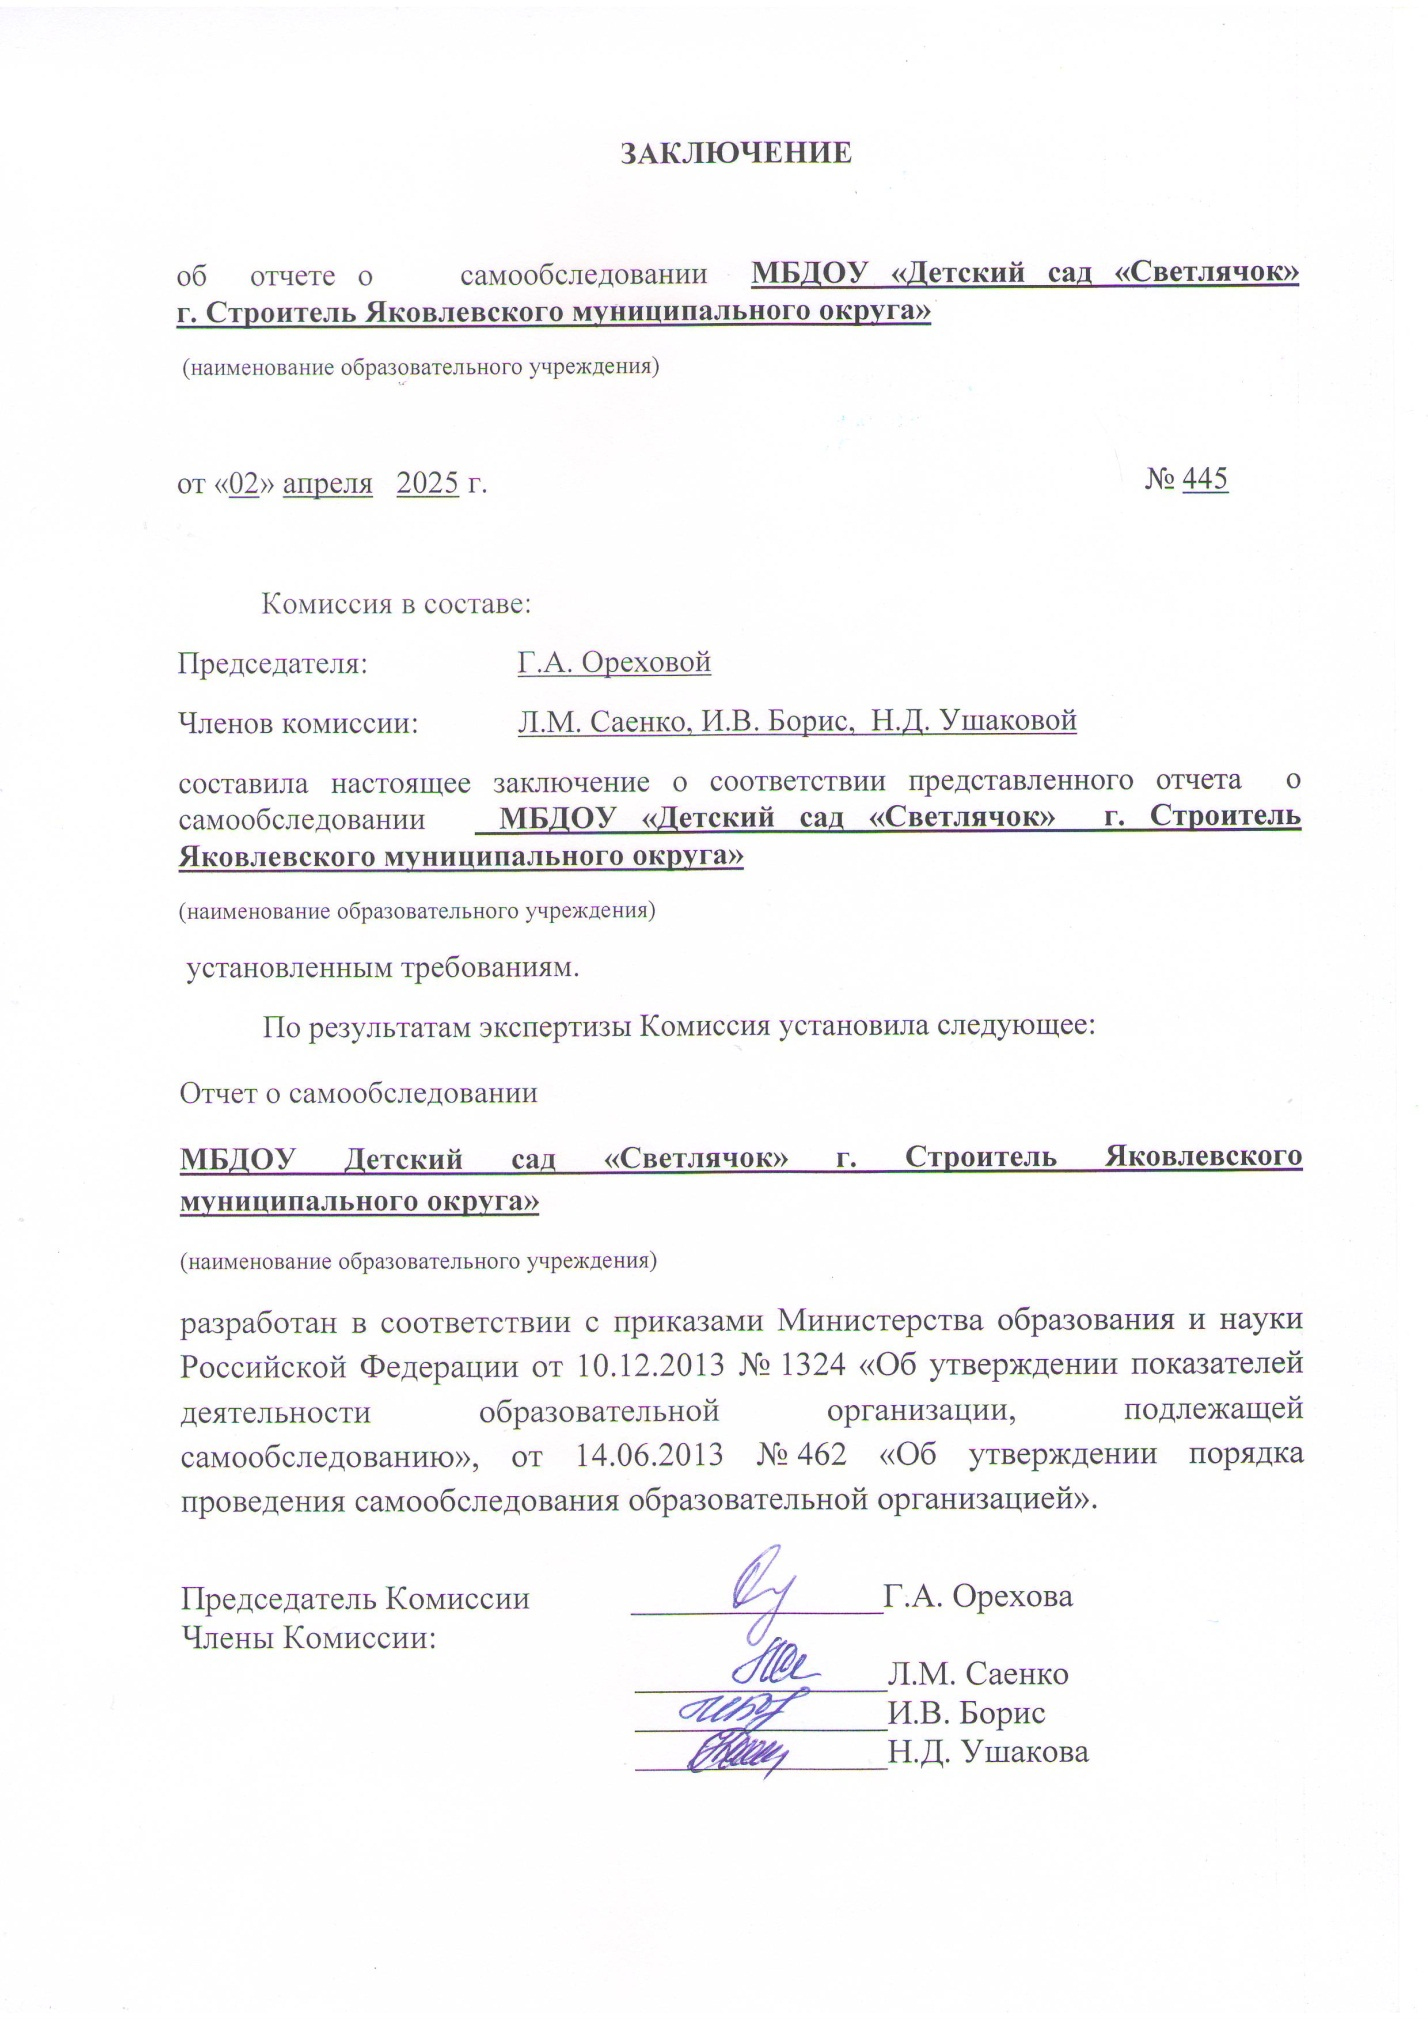 ЗАКЛЮЧЕНИЕ
об отчете о самообследовании МБДОУ «Детский сад «Светлячок»
г. Строитель Яковлевского муниципального округа»
(наименование образовательного учреждения)
от «02» апреля 2025 г. № 445
Комиссия в составе:
Председателя: Г.А. Ореховой
Членов комиссии: Л.М. Саенко, И.В. Борис, Н.Д. Ушаковой
составила настоящее заключение о соответствии представленного отчета о
самообследовании МБДОУ «Детский сад «Светлячок» г. Строитель
Яковлевского муниципального округа»
(наименование образовательного учреждения)
установленным требованиям.
По результатам экспертизы Комиссия установила следующее:
Отчет о самообследовании
МБДОУ Детский сад «Светлячок» г. Строитель Яковлевского
муниципального округа»
(наименование образовательного учреждения)
разработан в соответствии с приказами Министерства образования и науки
Российской Федерации от 10.12.2013 № 1324 «Об утверждении показателей
деятельности образовательной организации, подлежащей
самообследованию», от 14.06.2013 № 462 «Об утверждении порядка
проведения самообследования образовательной организацией».
Председатель Комиссии Г.А. Орехова
Члены Комиссии:
Л.М. Саенко
И.В. Борис
Н.Д. Ушакова